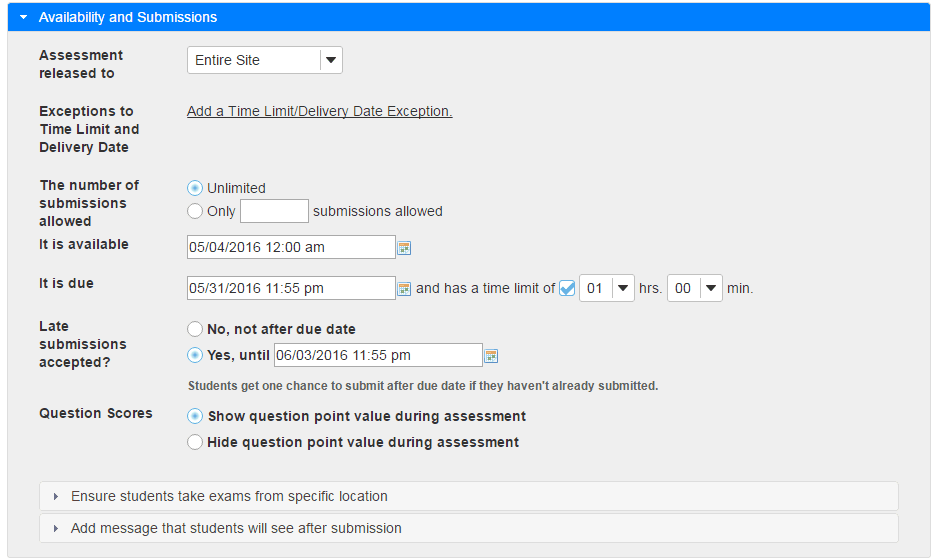 Availability and Submissions
Assessment
released to
Entire Site
Exceptions to
Time Limit and
Delivery Date
Add a Time Limit/Delivery Date Exception.
The number of
submissions
allowed
Unlimited
Only submissions allowed
It is available
05/04/2016 12:00 am
It is due
05/31/2016 11:55 pm and has a time limit of 01 hrs. 00 min.
Late
submissions
accepted?
No, not after due date
Yes, until 06/03/2016 11:55 pm
Students get one chance to submit after due date if they haven't already submitted.
Question Scores
Show question point value during assessment
Hide question point value during assessment
Ensure students take exams from specific location
Add message that students will see after submission